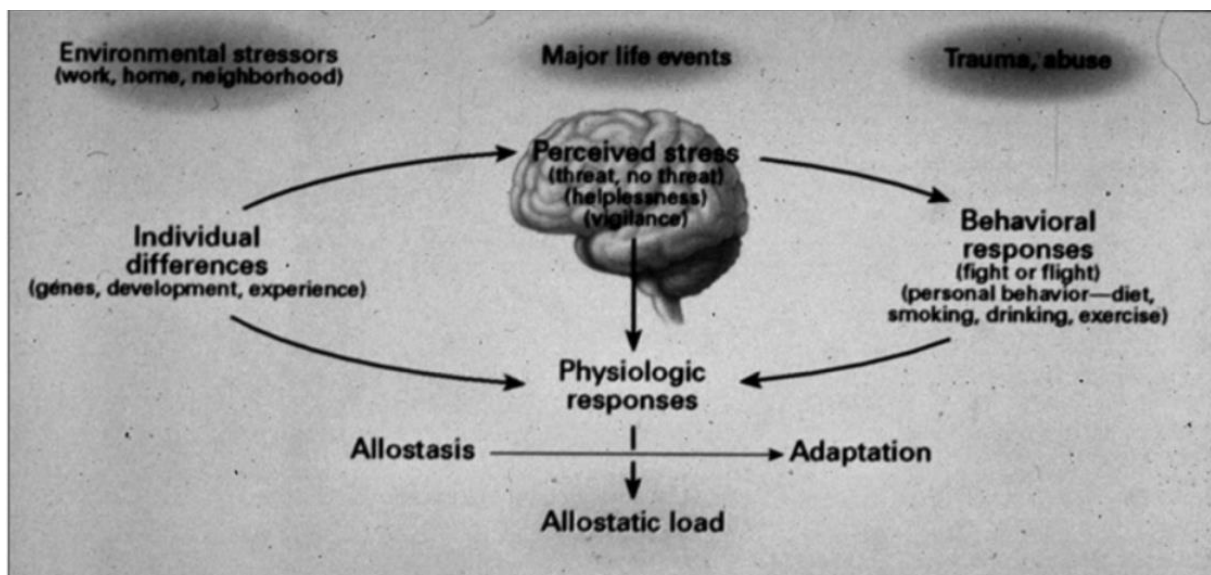 Environmental stressors
(work, home, neighborhood)
Major life events
Trauma, abuse
Perceived stress
(threat, no threat)
(helplessness)
(vigilance)
Individual
differences
(genes, development, experience)
Behavioral
responses
(fight or flight)
(personal behavior—diet,
smoking, drinking, exercise)
Physiologic
responses
Allostasis
Adaptation
Allostatic load